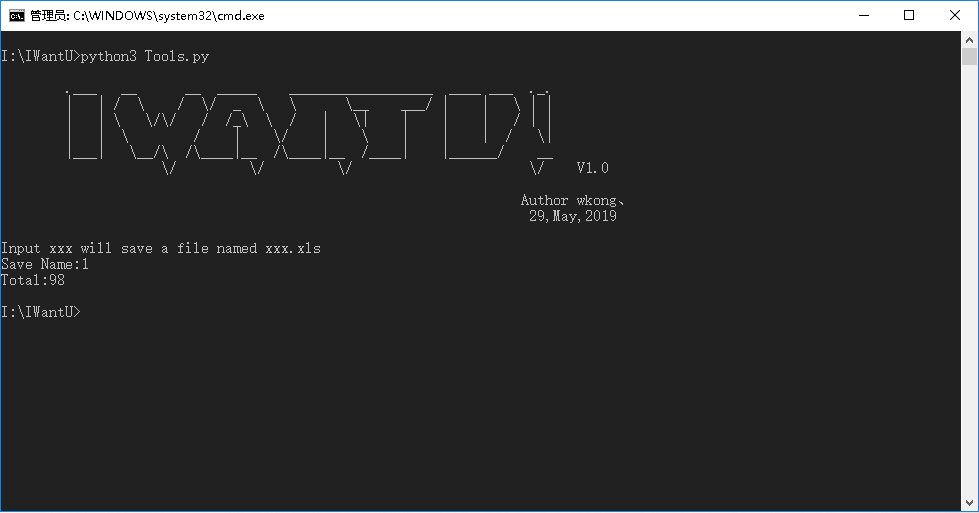 管理员: C:\WINDOWS\system32\cmd.exe
I:\IWantU>python3 Tools.py
I WANT U!
V1.0
Author wkong、
29,May,2019
Input xxx will save a file named xxx.xls
Save Name:1
Total:98
I:\IWantU>